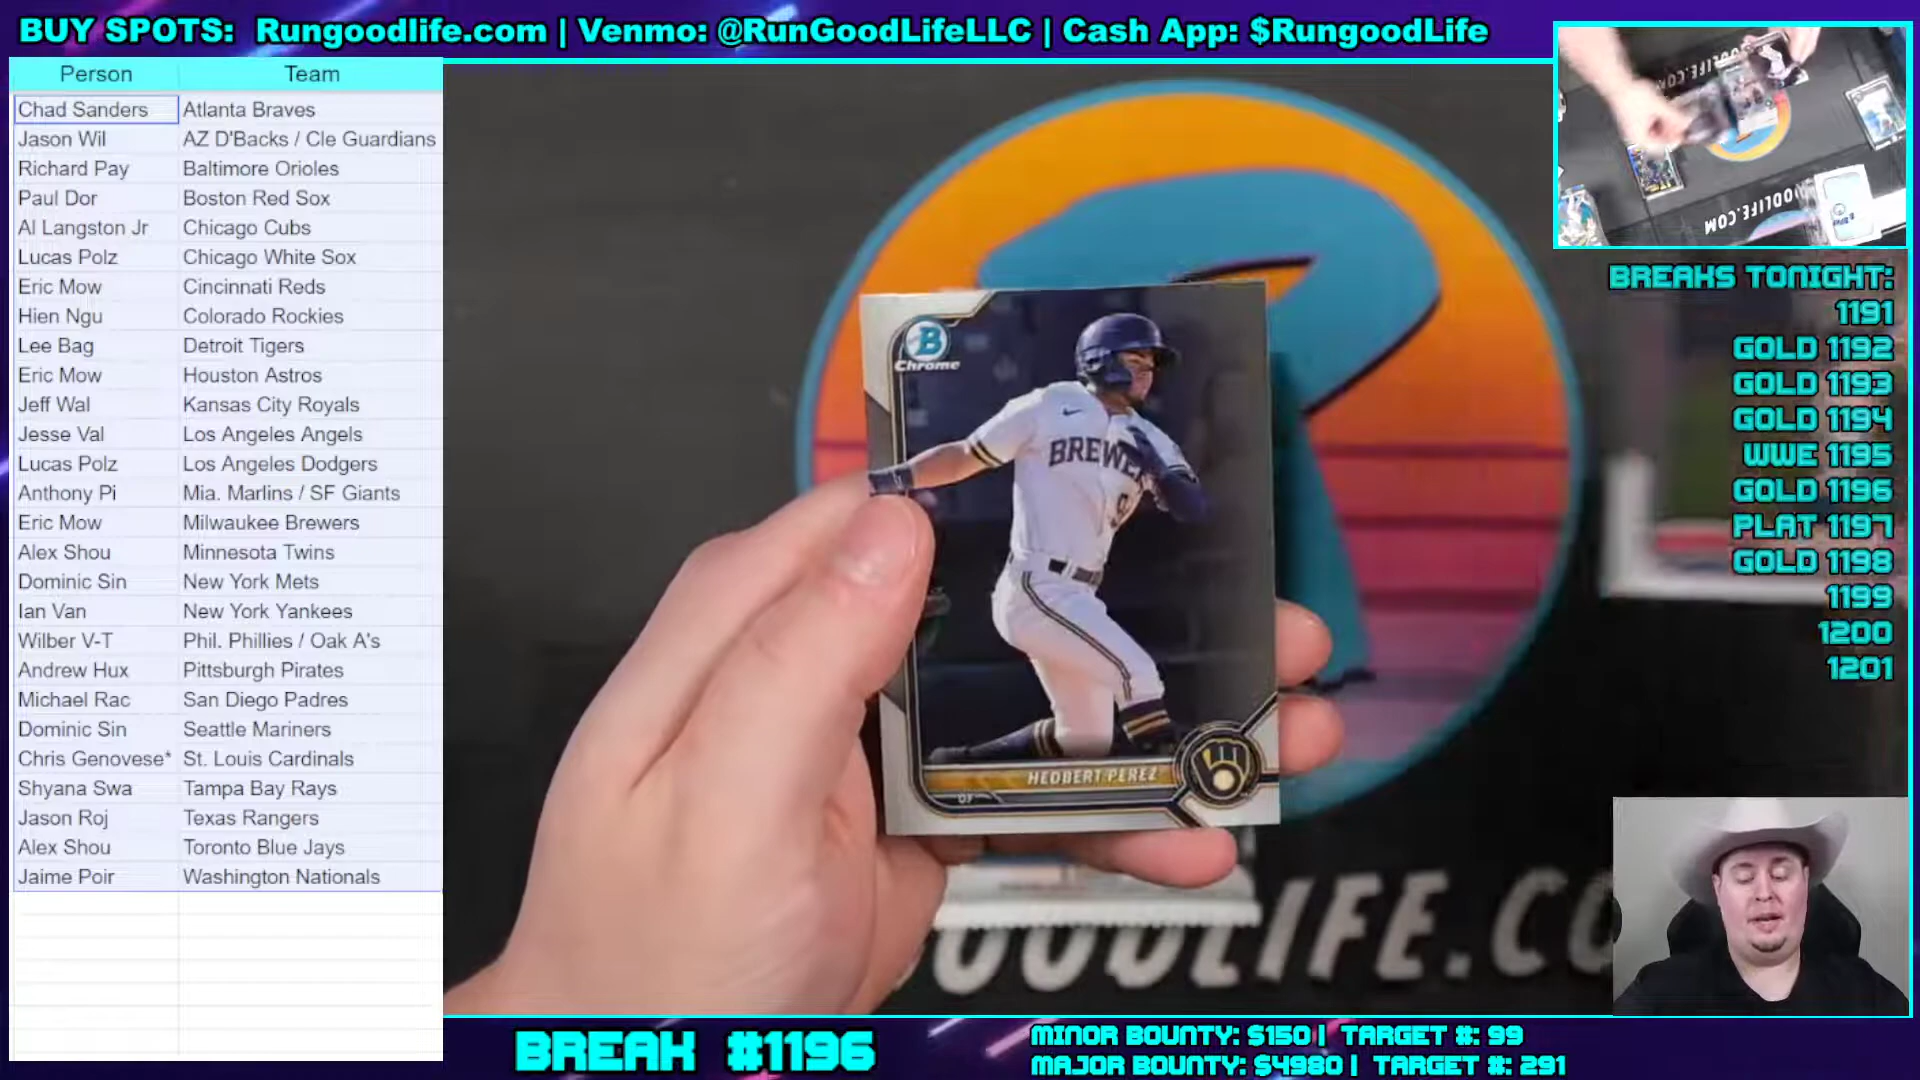 BUY SPOTS: Rungoodlife.com | Venmo: @RunGoodLifeLLC | Cash App: $RungoodLife
Person Team
Chad Sanders Atlanta Braves
Jason Wil AZ D'Backs / Cle Guardians
Richard Pay Baltimore Orioles
Paul Dor Boston Red Sox
Al Langston Jr Chicago Cubs
Lucas Polz Chicago White Sox
Eric Mow Cincinnati Reds
Hien Ngu Colorado Rockies
Lee Bag Detroit Tigers
Eric Mow Houston Astros
Jeff Wal Kansas City Royals
Jesse Val Los Angeles Angels
Lucas Polz Los Angeles Dodgers
Anthony Pi Mia. Marlins / SF Giants
Eric Mow Milwaukee Brewers
Alex Shou Minnesota Twins
Dominic Sin New York Mets
Ian Van New York Yankees
Wilber V-T Phil. Phillies / Oak A's
Andrew Hux Pittsburgh Pirates
Michael Rac San Diego Padres
Dominic Sin Seattle Mariners
Chris Genovese* St. Louis Cardinals
Shyana Swa Tampa Bay Rays
Jason Roj Texas Rangers
Alex Shou Toronto Blue Jays
Jaime Poir Washington Nationals
B
Chrome
BREWE
HEDBERT PEREZ
OF
OODLIFE.CO
BREAKS TONIGHT:
1191
GOLD 1192
GOLD 1193
GOLD 1194
WWE 1195
GOLD 1196
PLAT 1197
GOLD 1198
1199
1200
1201
BREAK #1196
MINOR BOUNTY: $150 | TARGET #: 99
MAJOR BOUNTY: $4980 | TARGET #: 291